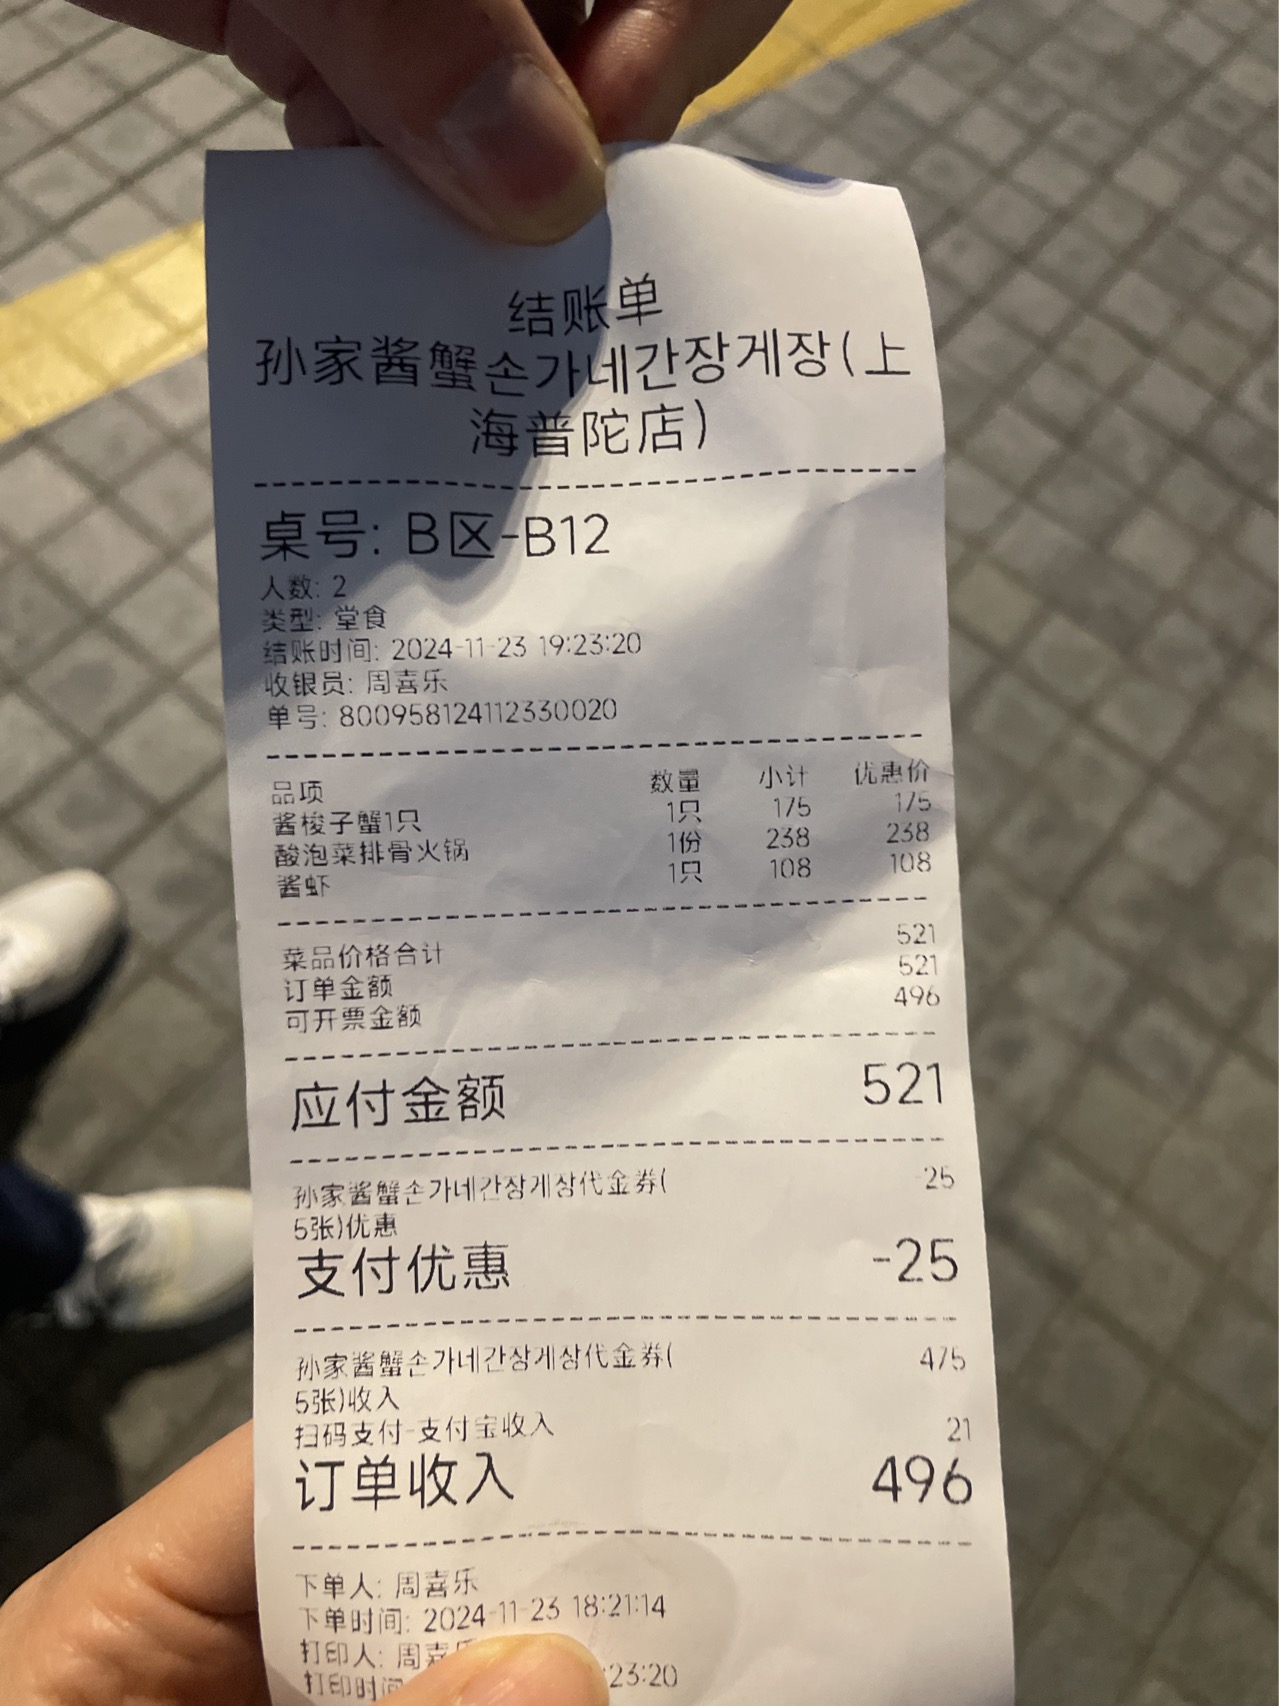 结账单
孙家酱蟹손가네간장게장(上
海普陀店)
桌号: B区-B12
人数: 2
类型: 堂食
结账时间: 2024-11-23 19:23:20
收银员: 周喜乐
单号: 800958124112330020
品项 数量 小计 优惠价
酱梭子蟹1只 1只 175 175
酸泡菜排骨火锅 1份 238 238
酱虾 1只 108 108
菜品价格合计 521
订单金额 521
可开票金额 496
应付金额 521
孙家酱蟹손가네간장게장代金券( -25
5张)优惠
支付优惠 -25
孙家酱蟹손가네간장게장代金券( 475
5张)收入
扫码支付-支付宝收入 21
订单收入 496
下单人: 周喜乐
下单时间: 2024-11-23 18:21:14
打印人: 周喜
打印时间 :23:20